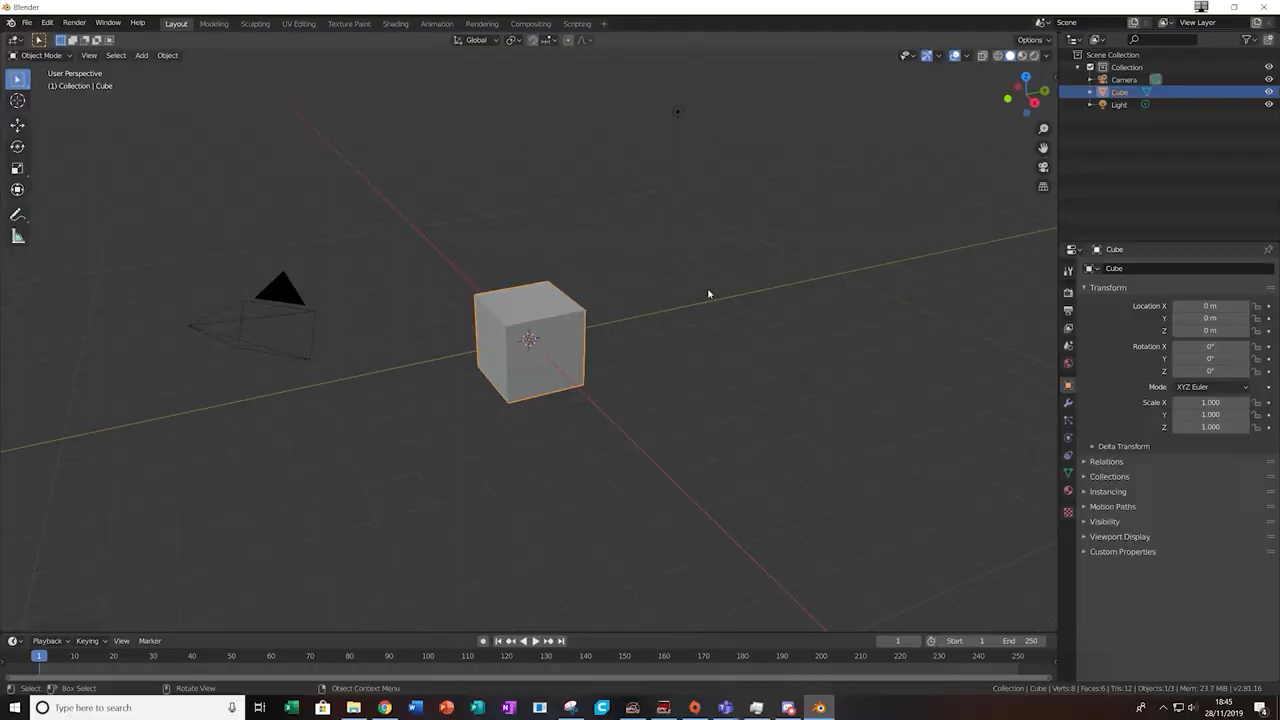 Blender
File Edit Render Window Help Layout Modeling Sculpting UV Editing Texture Paint Shading Animation Rendering Compositing Scripting + Scene View Layer
Global Options
Object Mode View Select Add Object
User Perspective
(1) Collection | Cube
Scene Collection
Collection
Camera
Cube
Light
Cube
Cube
Transform
Location X 0 m
Y 0 m
Z 0 m
Rotation X 0°
Y 0°
Z 0°
Mode XYZ Euler
Scale X 1.000
Y 1.000
Z 1.000
Delta Transform
Relations
Collections
Instancing
Motion Paths
Visibility
Viewport Display
Custom Properties
Playback Keying View Marker 1 Start 1 End 250
1 10 20 30 40 50 60 70 80 90 100 110 120 130 140 150 160 170 180 190 200 210 220 230 240 250
Select Box Select Rotate View Object Context Menu Collection | Cube | Verts:8 | Faces:6 | Tris:12 | Objects:1/3 | Mem: 23.7 MiB | v2.81.16
Type here to search
18:45
28/11/2019